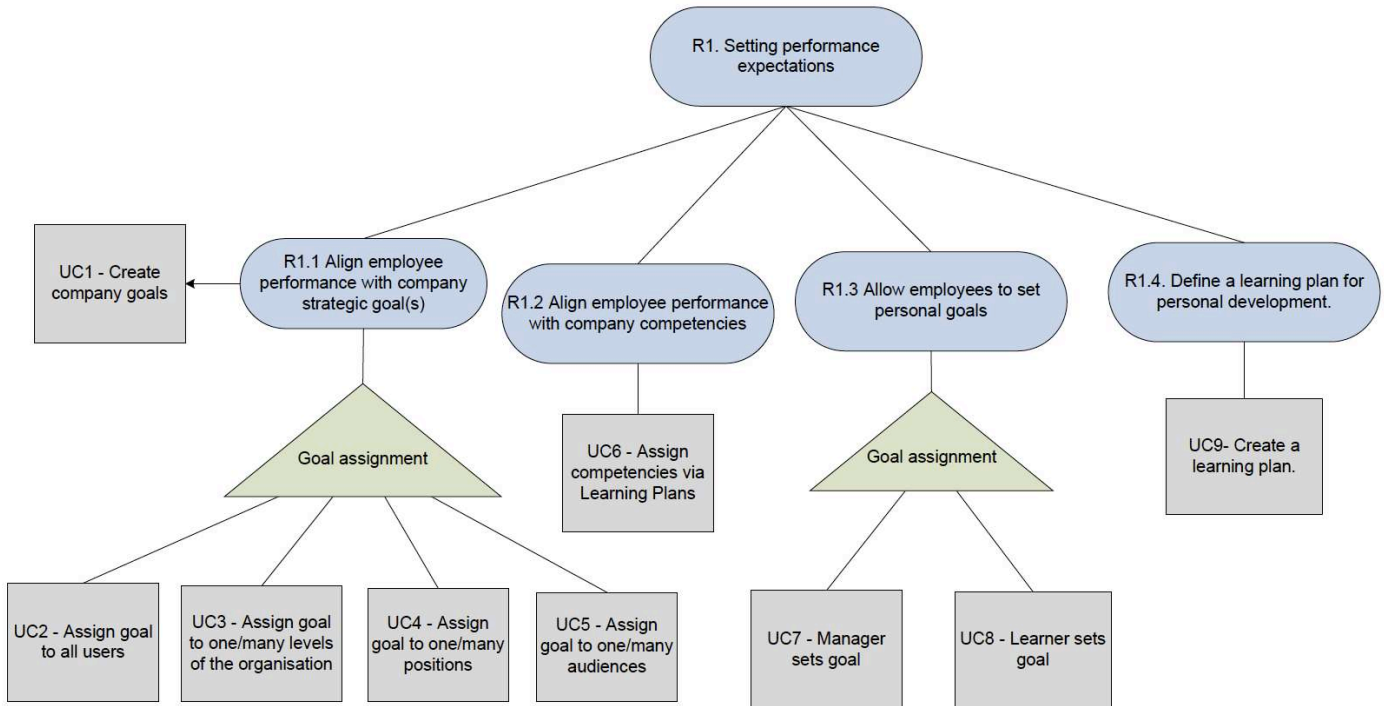 R1. Setting performance
expectations
UC1 - Create
company goals
R1.1 Align employee
performance with company
strategic goal(s)
R1.2 Align employee performance
with company competencies
R1.3 Allow employees to set
personal goals
R1.4. Define a learning plan for
personal development.
Goal assignment
UC6 - Assign
competencies via
Learning Plans
Goal assignment
UC9- Create a
learning plan.
UC2 - Assign goal
to all users
UC3 - Assign goal
to one/many levels
of the organisation
UC4 - Assign
goal to one/many
positions
UC5 - Assign
goal to one/many
audiences
UC7 - Manager
sets goal
UC8 - Learner sets
goal